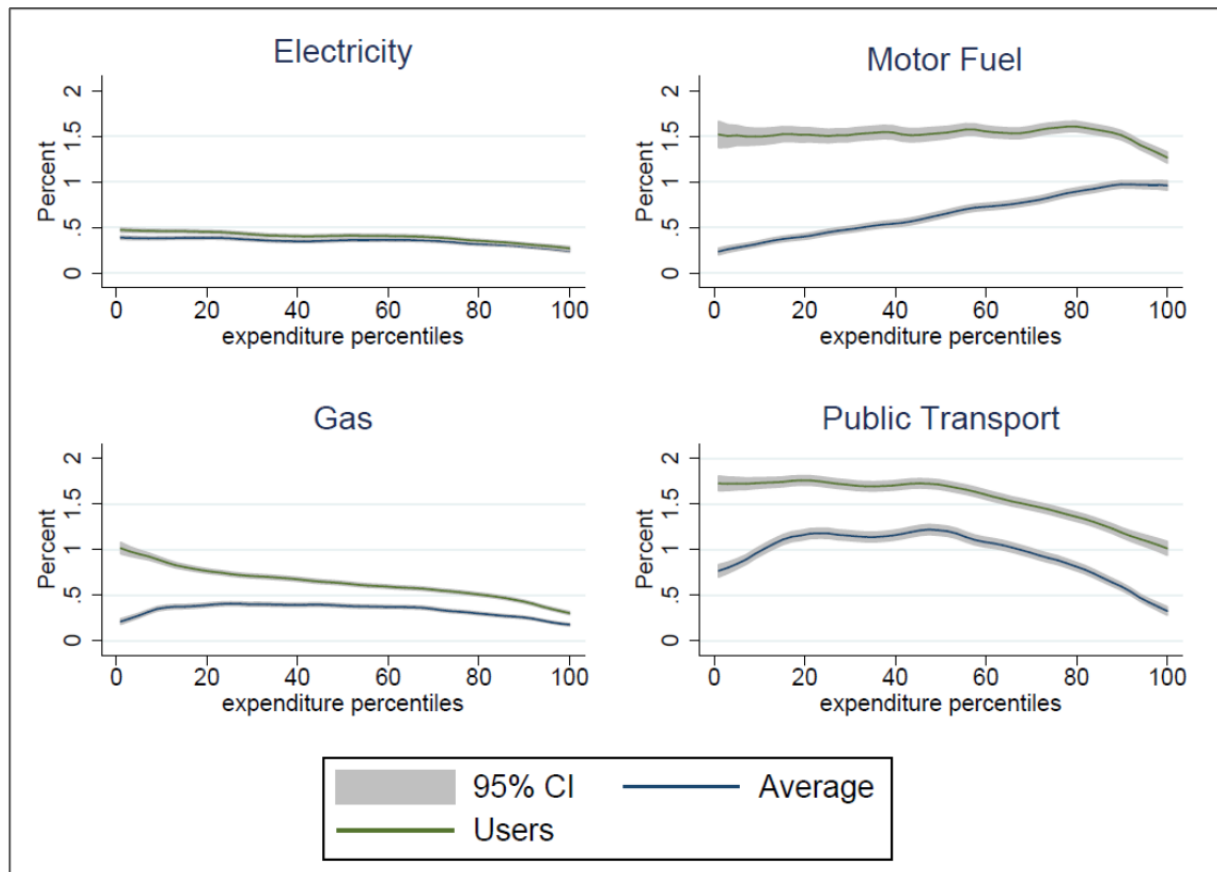 Electricity
Percent
2
1.5
1
.5
0
0 20 40 60 80 100
expenditure percentiles
Motor Fuel
Percent
2
1.5
1
.5
0
0 20 40 60 80 100
expenditure percentiles
Gas
Percent
2
1.5
1
.5
0
0 20 40 60 80 100
expenditure percentiles
Public Transport
Percent
2
1.5
1
.5
0
0 20 40 60 80 100
expenditure percentiles
95% CI Average
Users